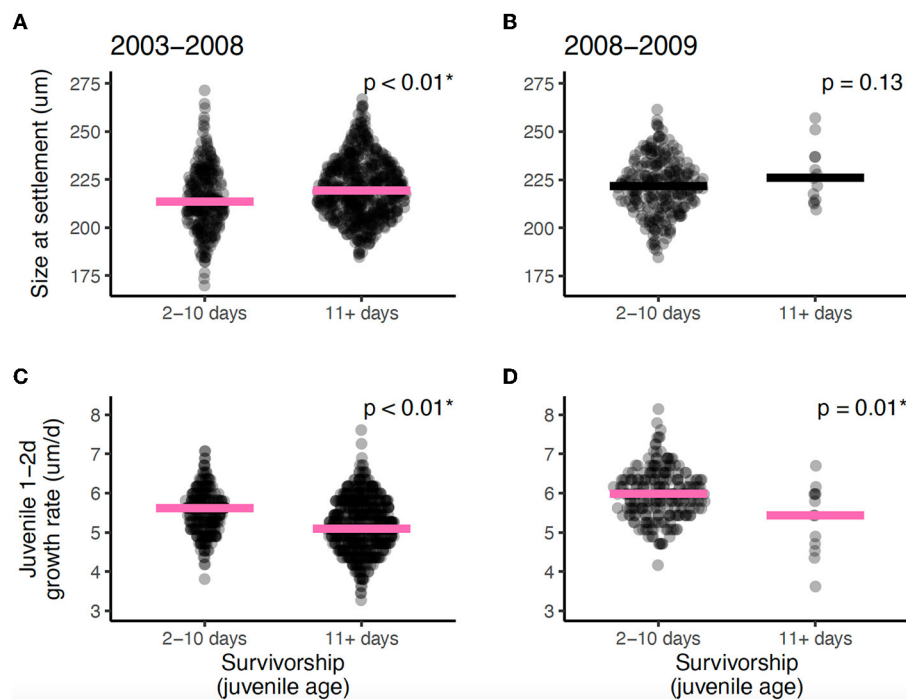 A
2003−2008
Size at settlement (um)
275
250
225
200
175
p < 0.01*
2−10 days
11+ days
B
2008−2009
275
250
225
200
175
p = 0.13
2−10 days
11+ days
C
Juvenile 1−2d
growth rate (um/d)
8
7
6
5
4
3
p < 0.01*
2−10 days
11+ days
Survivorship
(juvenile age)
D
8
7
6
5
4
3
p = 0.01*
2−10 days
11+ days
Survivorship
(juvenile age)